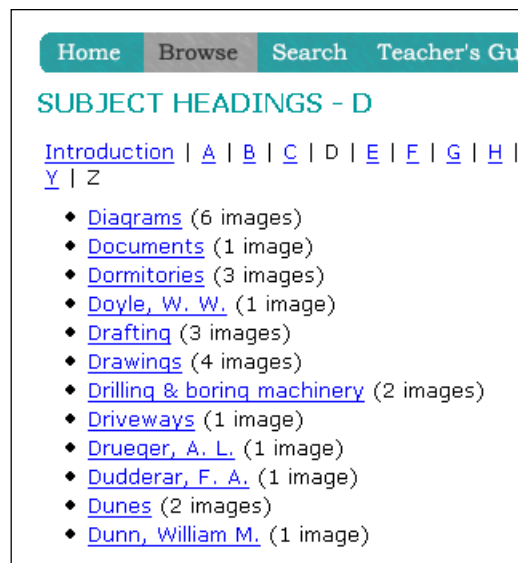 Home Browse Search Teacher's Gu
SUBJECT HEADINGS - D
Introduction | A | B | C | D | E | F | G | H |
Y | Z
Diagrams (6 images)
Documents (1 image)
Dormitories (3 images)
Doyle, W. W. (1 image)
Drafting (3 images)
Drawings (4 images)
Drilling & boring machinery (2 images)
Driveways (1 image)
Drueger, A. L. (1 image)
Dudderar, F. A. (1 image)
Dunes (2 images)
Dunn, William M. (1 image)